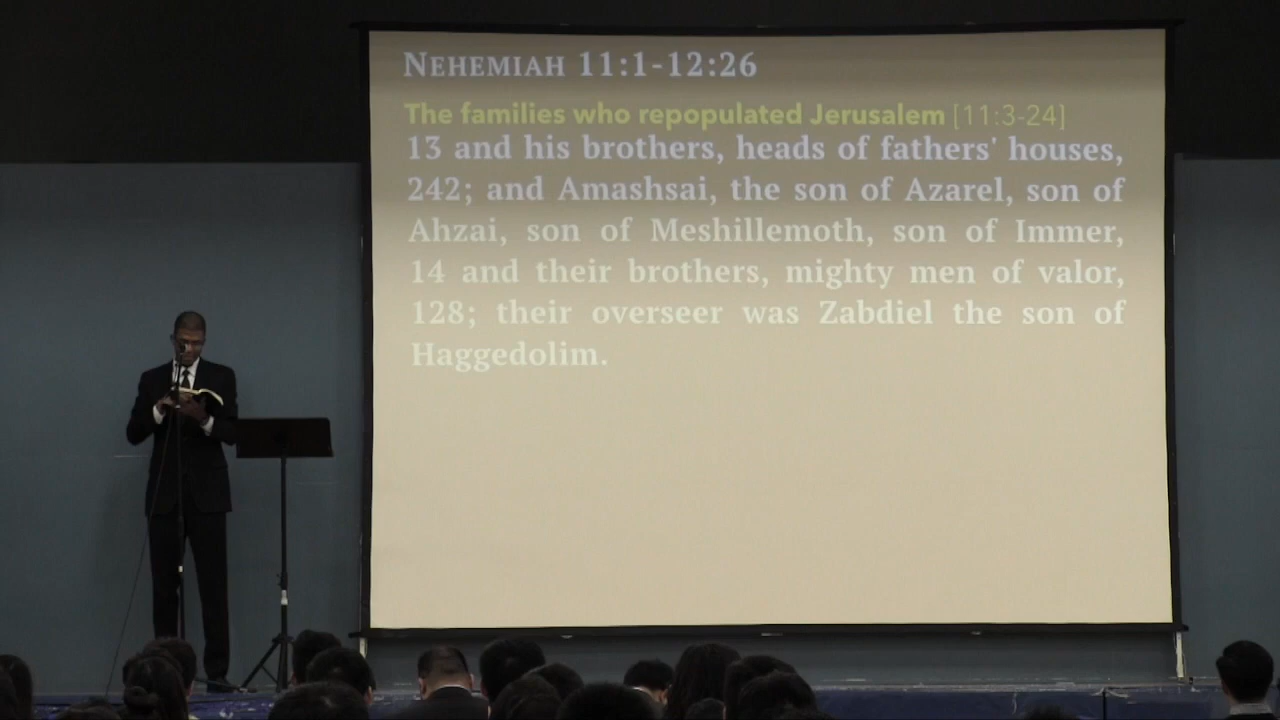 NEHEMIAH 11:1-12:26
The families who repopulated Jerusalem [11:3-24]
13 and his brothers, heads of fathers' houses,
242; and Amashsai, the son of Azarel, son of
Ahzai, son of Meshillemoth, son of Immer,
14 and their brothers, mighty men of valor,
128; their overseer was Zabdiel the son of
Haggedolim.